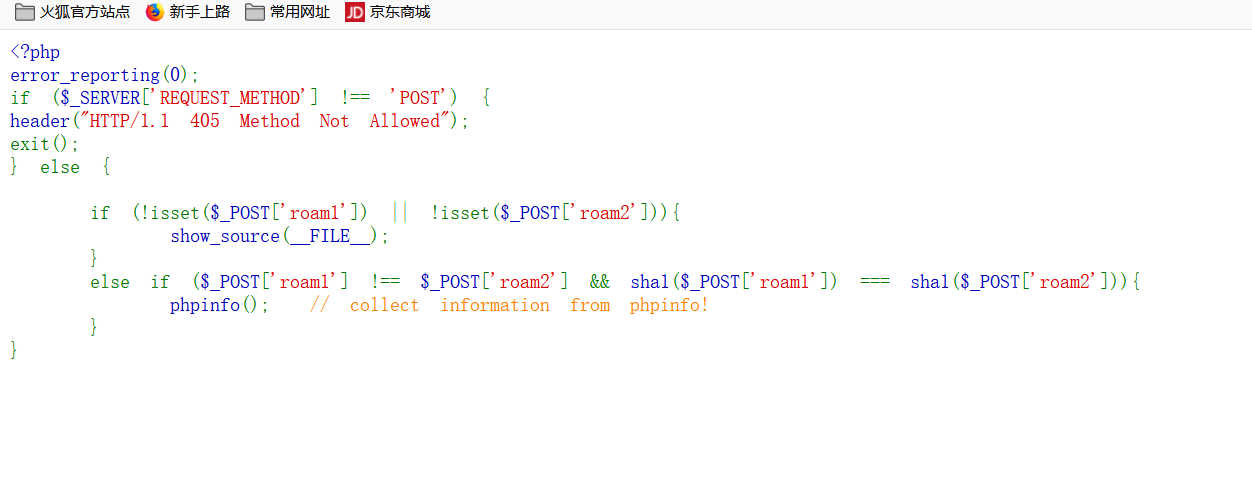 火狐官方站点 新手上路 常用网址 JD 京东商城
<?php
error_reporting(0);
if ($_SERVER['REQUEST_METHOD'] !== 'POST') {
header("HTTP/1.1 405 Method Not Allowed");
exit();
} else {
if (!isset($_POST['roam1']) || !isset($_POST['roam2'])){
show_source(__FILE__);
}
else if ($_POST['roam1'] !== $_POST['roam2'] && sha1($_POST['roam1']) === sha1($_POST['roam2'])){
phpinfo(); // collect information from phpinfo!
}
}